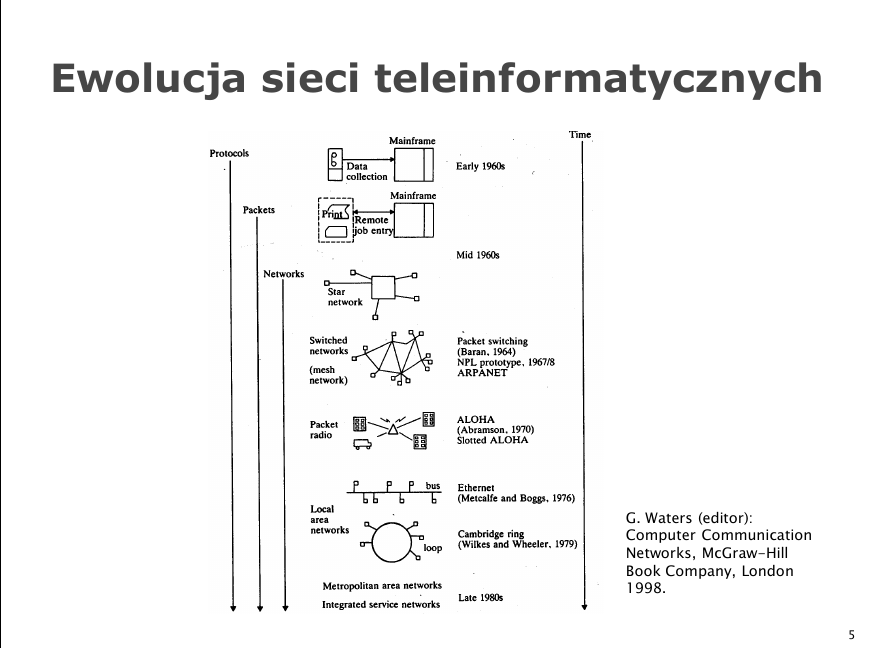 Ewolucja sieci teleinformatycznych
Time
Mainframe
Protocols
Data
collection
Early 1960s
Mainframe
Packets
Print
Remote
job entry
Mid 1960s
Networks
Star
network
Switched
networks
(mesh
network)
Packet switching
(Baran, 1964)
NPL prototype, 1967/8
ARPANET
Packet
radio
ALOHA
(Abramson, 1970)
Slotted ALOHA
bus
Ethernet
(Metcalfe and Boggs, 1976)
Local
area
networks
loop
Cambridge ring
(Wilkes and Wheeler, 1979)
Metropolitan area networks
Integrated service networks
Late 1980s
G. Waters (editor):
Computer Communication
Networks, McGraw-Hill
Book Company, London
1998.
5